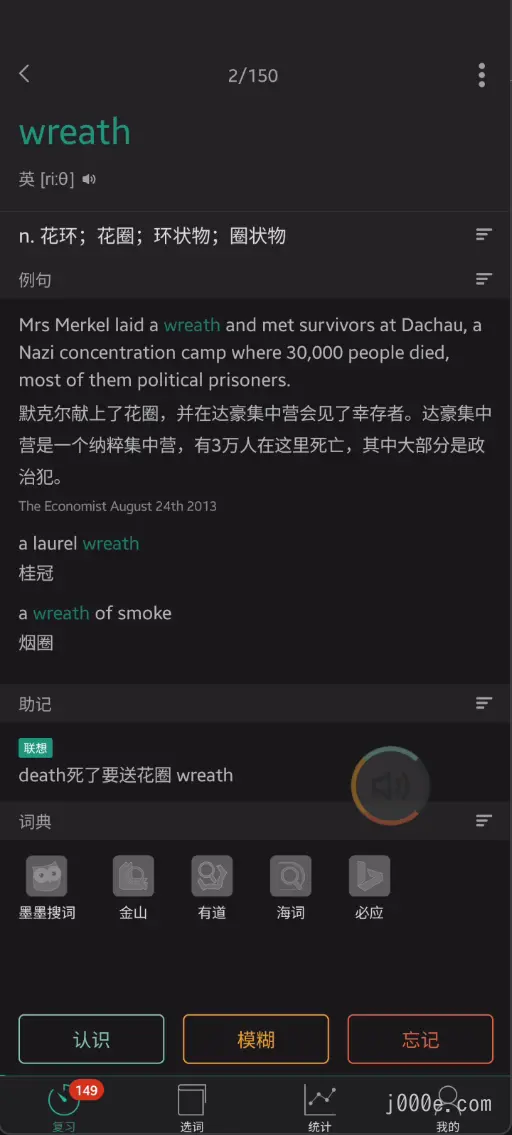 2/150
wreath
英 [riːθ]
n. 花环；花圈；环状物；圈状物
例句
Mrs Merkel laid a wreath and met survivors at Dachau, a
Nazi concentration camp where 30,000 people died,
most of them political prisoners.
默克尔献上了花圈，并在达豪集中营会见了幸存者。达豪集中
营是一个纳粹集中营，有3万人在这里死亡，其中大部分是政
治犯。
The Economist August 24th 2013
a laurel wreath
桂冠
a wreath of smoke
烟圈
助记
联想
death死了要送花圈 wreath
词典
墨墨搜词 金山 有道 海词 必应
认识 模糊 忘记
149
复习 选词 统计 我的
j000e.com